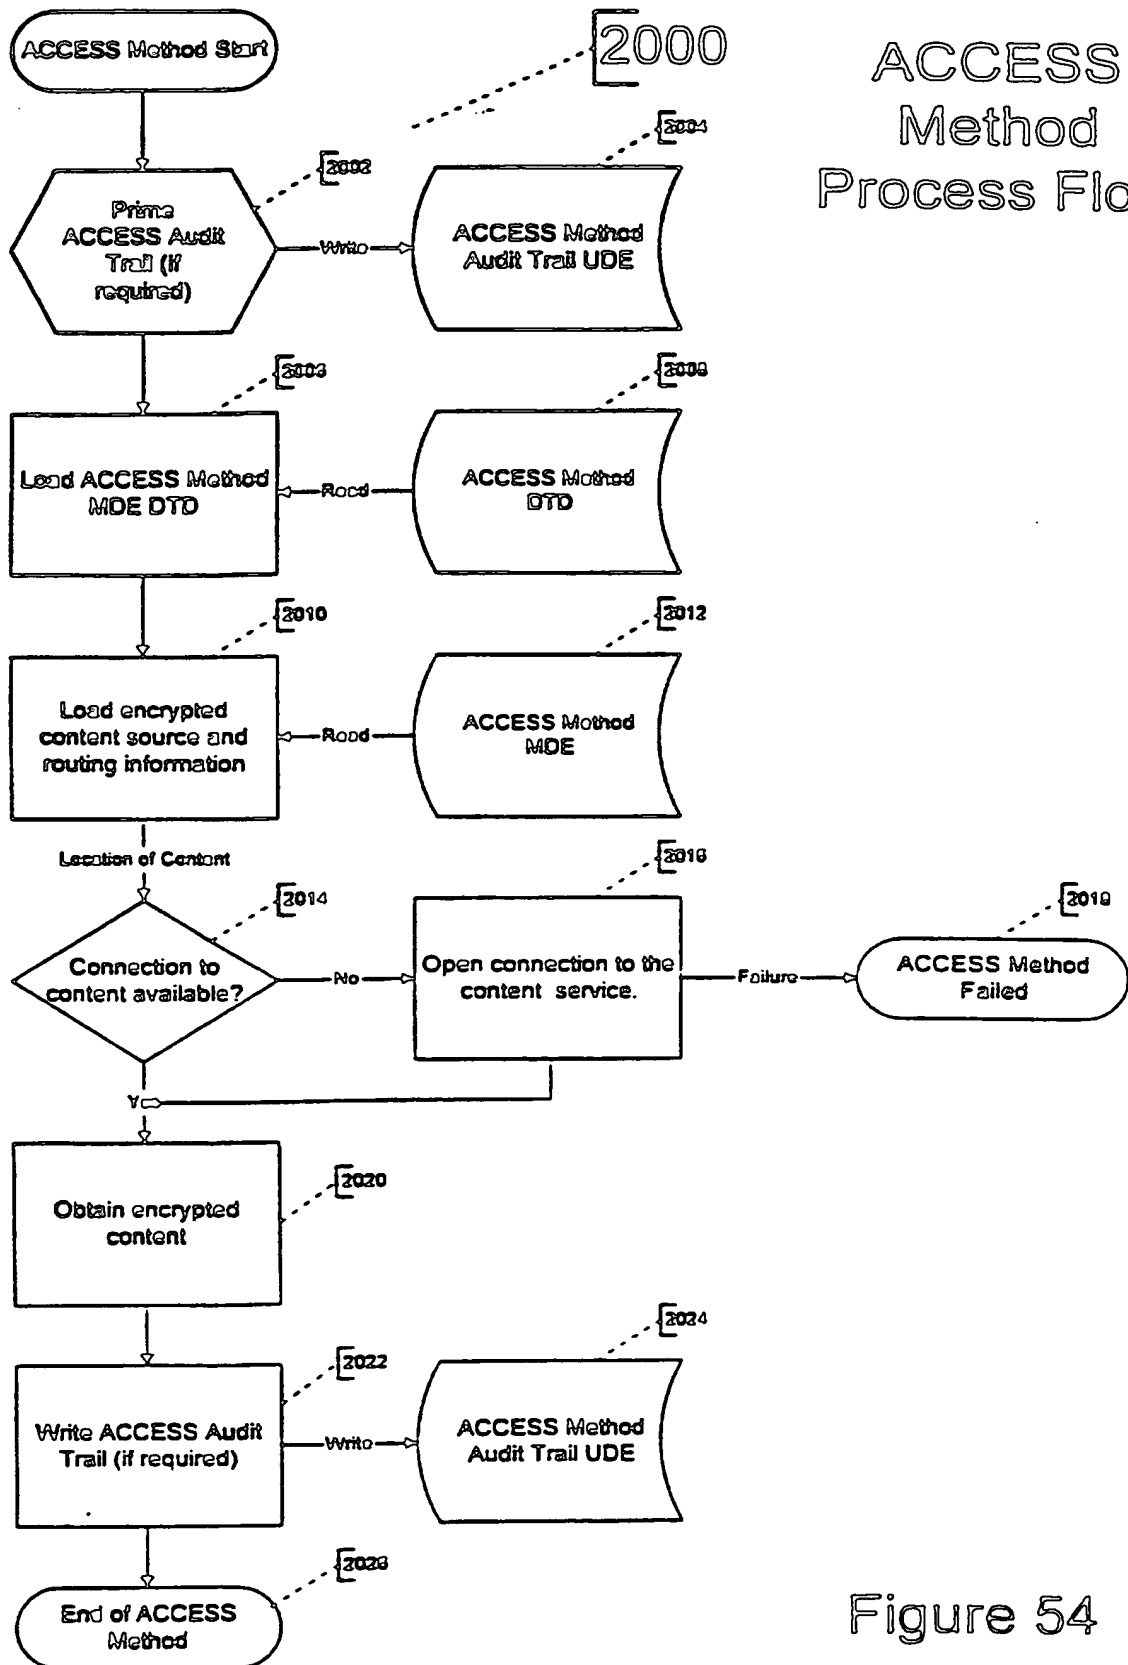 ACCESS Method Start
2000
ACCESS
Method
Process Flo
2002
2004
Prime
ACCESS Audit
Trail (if
required)
Write
ACCESS Method
Audit Trail UDE
2006
2008
Load ACCESS Method
MDE DTD
Read
ACCESS Method
DTD
2010
2012
Load encrypted
content source and
routing information
Read
ACCESS Method
MDE
Location of Content
2014
2016
2018
Connection to
content available?
No
Open connection to the
content service.
Failure
ACCESS Method
Failed
Y
2020
Obtain encrypted
content
2022
2024
Write ACCESS Audit
Trail (if required)
Write
ACCESS Method
Audit Trail UDE
2026
End of ACCESS
Method
Figure 54